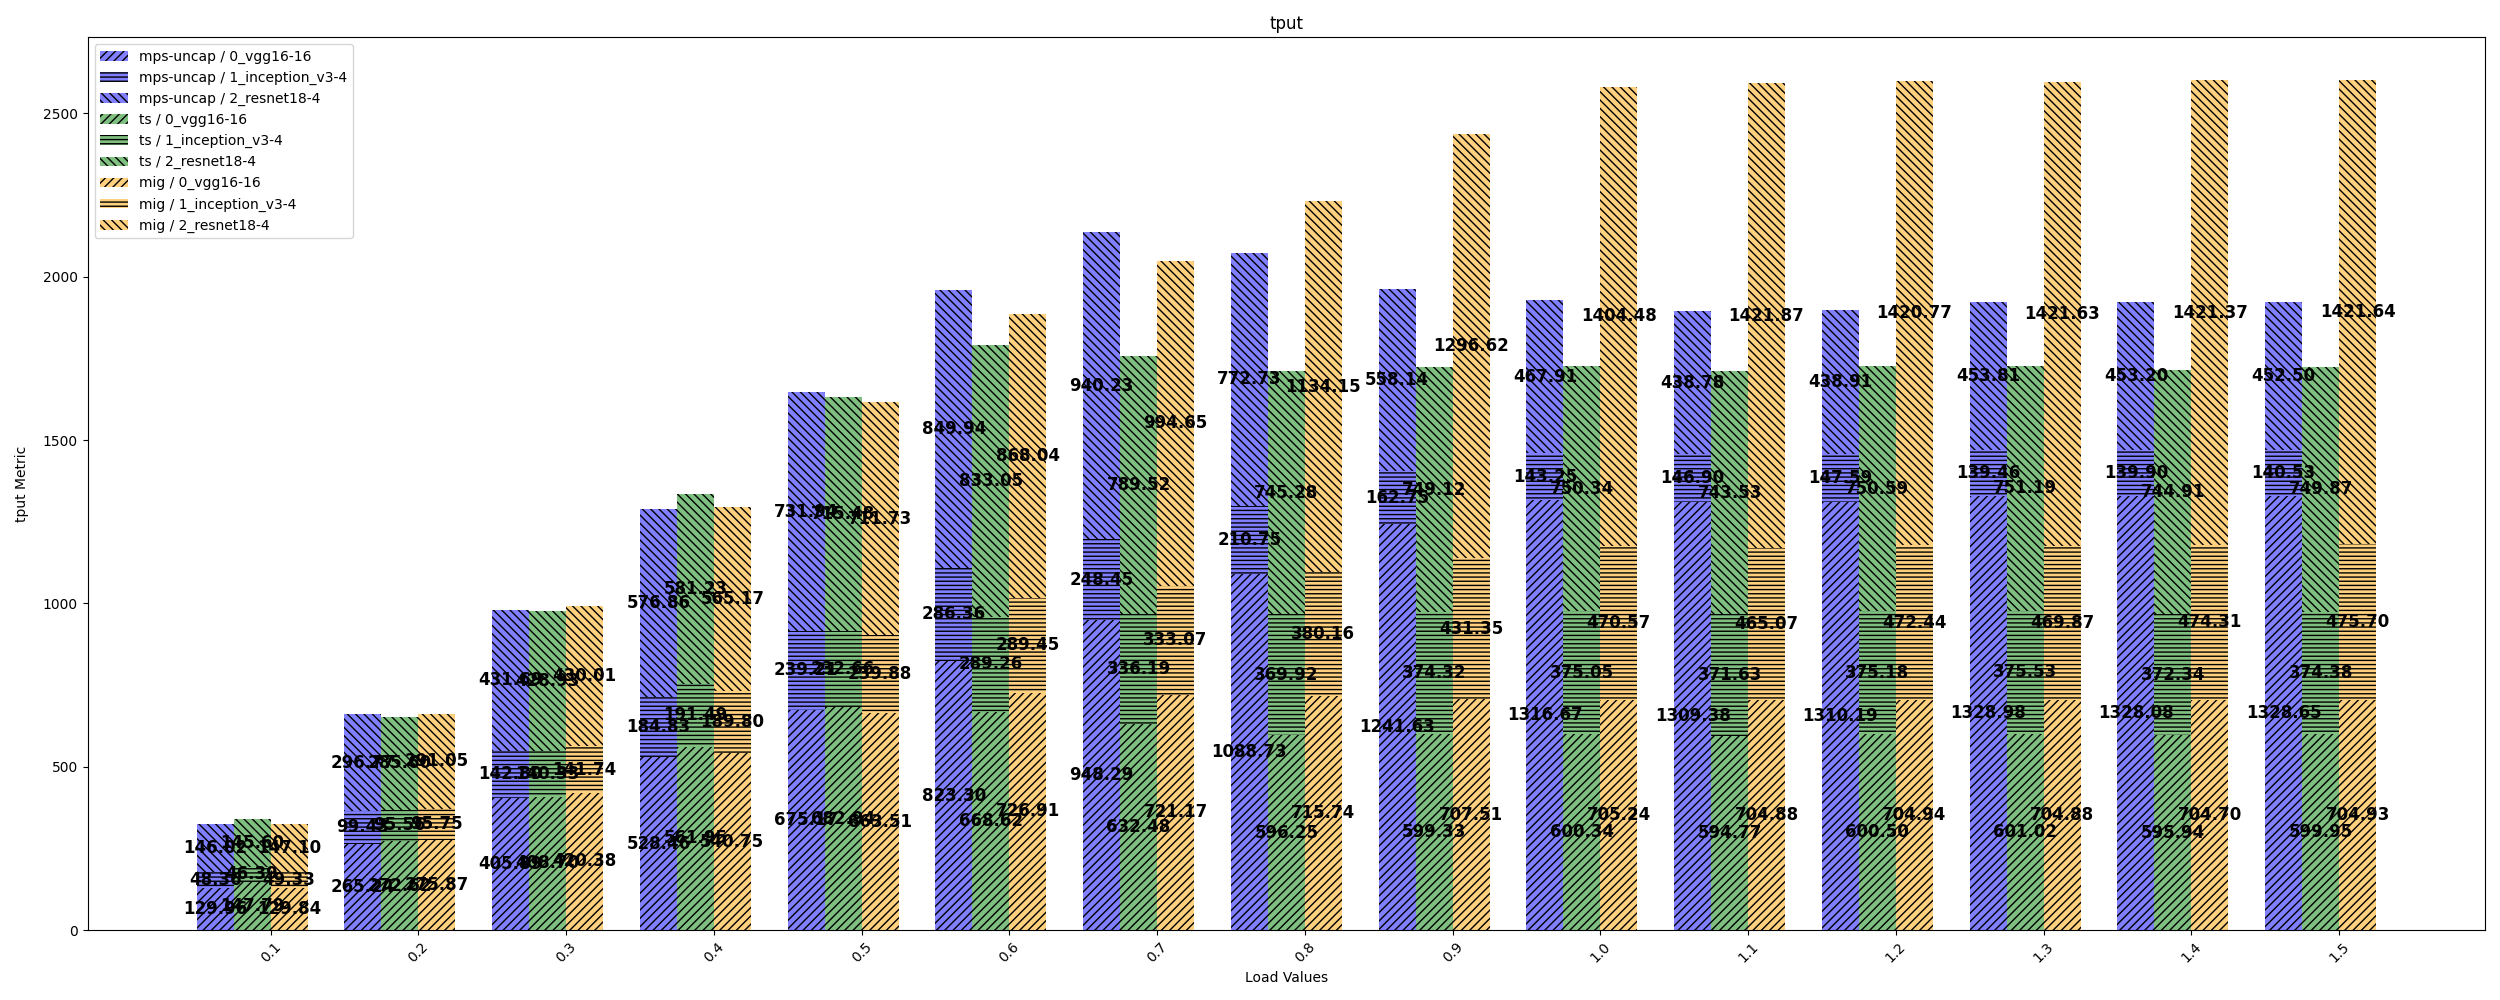 tput
mps-uncap / 0_vgg16-16
mps-uncap / 1_inception_v3-4
mps-uncap / 2_resnet18-4
ts / 0_vgg16-16
ts / 1_inception_v3-4
ts / 2_resnet18-4
mig / 0_vgg16-16
mig / 1_inception_v3-4
mig / 2_resnet18-4
tput Metric
2500
2000
1500
1000
500
0
146.02 145.60 147.10
48.36 46.30 49.33
147.79 129.84
265.24 275.87
291.05
95.75
405.89 420.38
142.80 141.74
430.01
576.86 581.23 565.17
184.83 191.49 189.80
528.46 540.75
711.73
239.21 232.66 239.88
675.17 663.51
849.94 833.05 868.04
286.36 289.26 289.45
823.30 668.62 726.91
940.23 789.52 994.65
248.45 336.19 333.07
948.29 632.48 721.17
772.73 745.28 1134.15
210.75 369.92 380.16
1088.73 596.25 715.74
558.14 749.12 1296.62
162.75 374.32 431.35
1241.63 599.33 707.51
467.91 750.34 1404.48
143.25 375.05 470.57
1316.67 600.34 705.24
438.78 743.53 1421.87
146.90 371.63 465.07
1309.38 594.77 704.88
438.91 750.59 1420.77
147.59 375.18 472.44
1310.19 600.50 704.94
453.81 751.19 1421.63
139.46 375.53 469.87
1328.98 601.02 704.88
453.20 744.91 1421.37
139.90 372.34 474.31
1328.08 595.94 704.70
452.50 749.87 1421.64
140.53 374.38 475.70
1328.65 599.95 704.93
0.1 0.2 0.3 0.4 0.5 0.6 0.7 0.8 0.9 1.0 1.1 1.2 1.3 1.4 1.5
Load Values